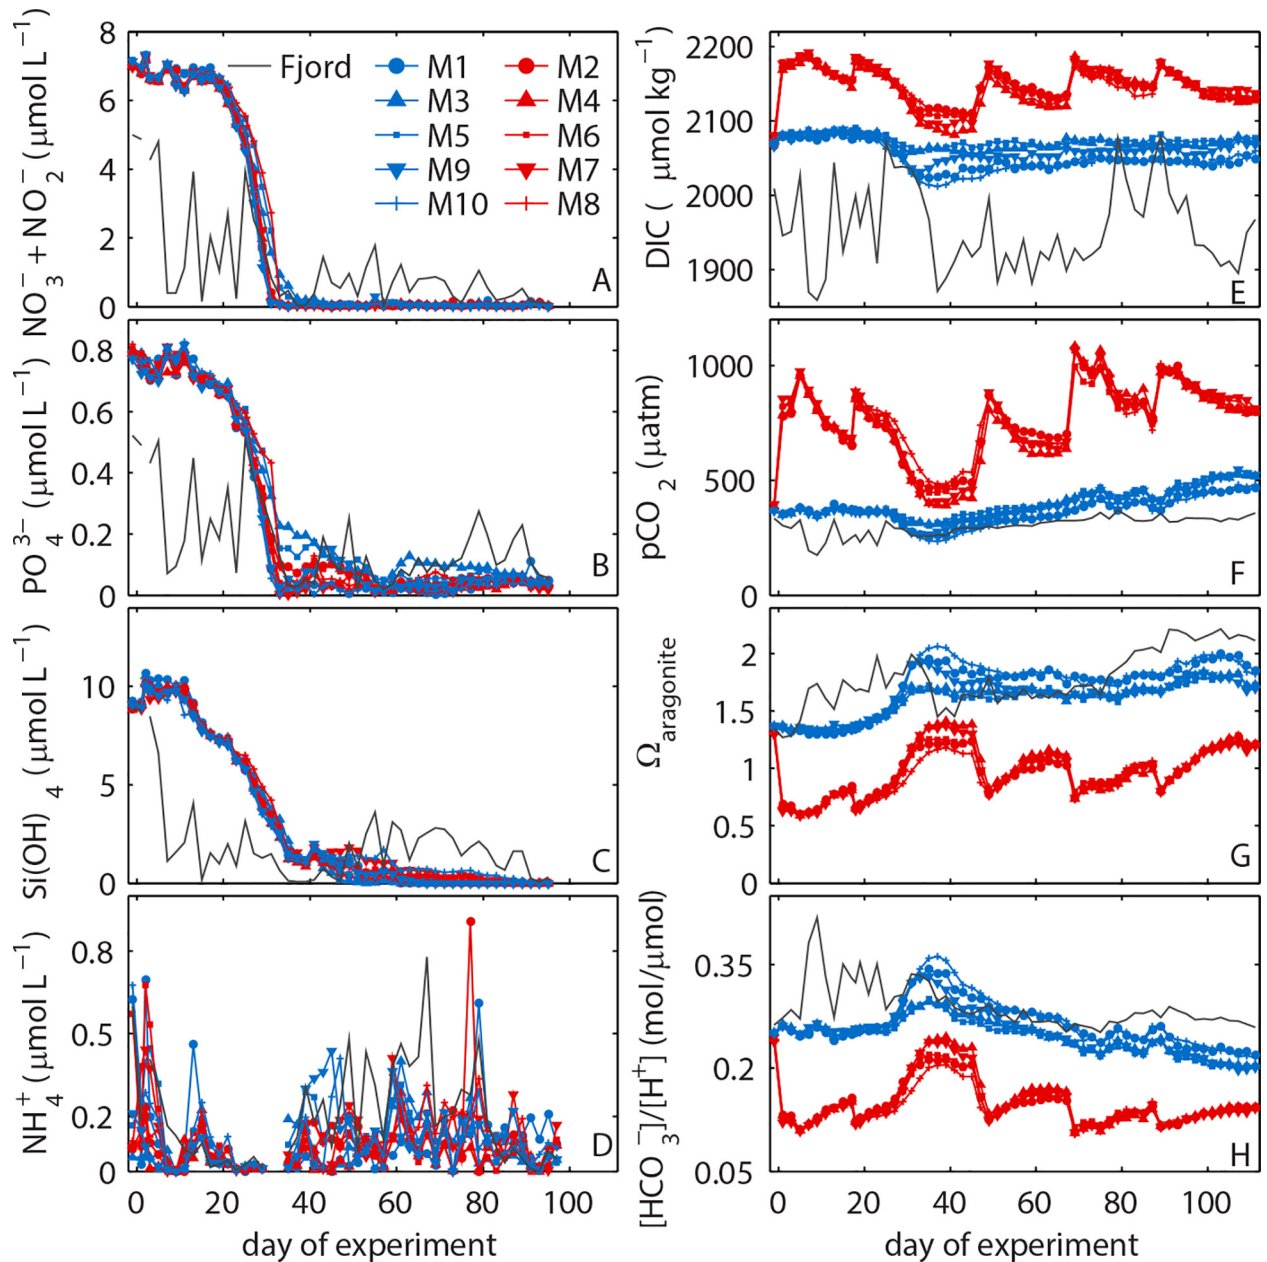 NO₃⁻ + NO₂⁻ (μmol L⁻¹)
8
6
4
2
0
Fjord
M1
M2
M3
M4
M5
M6
M9
M7
M10
M8
A
PO₄³⁻ (μmol L⁻¹)
0.8
0.6
0.4
0.2
0
B
Si(OH)₄ (μmol L⁻¹)
10
5
0
C
NH₄⁺ (μmol L⁻¹)
0.8
0.5
0.2
0
D
0 20 40 60 80 100
day of experiment
DIC ( μmol kg⁻¹)
2200
2100
2000
1900
E
pCO₂ (μatm)
1000
500
0
F
Ωaragonite
2
1.5
1
0.5
0
G
[HCO₃⁻]/[H⁺] (mol/μmol)
0.35
0.2
0.05
H
0 20 40 60 80 100
day of experiment